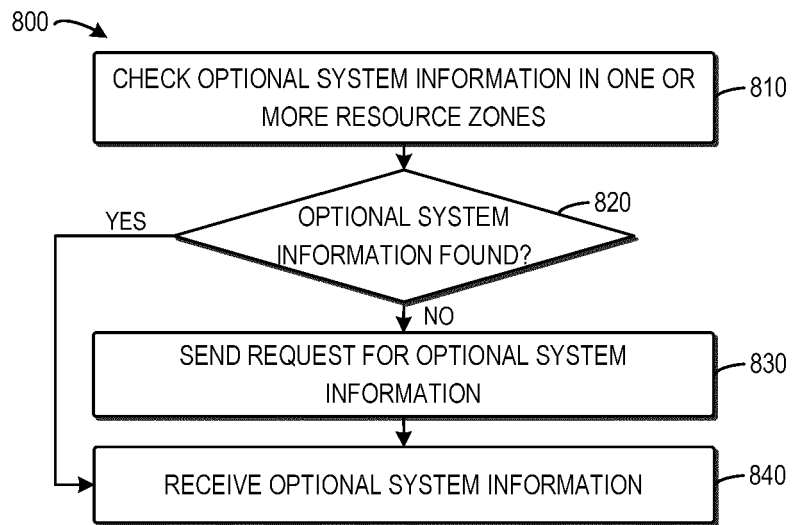 800
CHECK OPTIONAL SYSTEM INFORMATION IN ONE OR
MORE RESOURCE ZONES
810
YES
OPTIONAL SYSTEM
INFORMATION FOUND?
820
NO
SEND REQUEST FOR OPTIONAL SYSTEM
INFORMATION
830
RECEIVE OPTIONAL SYSTEM INFORMATION
840